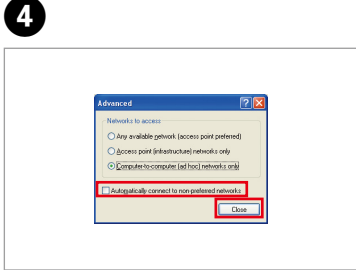 4
Advanced
Networks to access
Any available network (access point preferred)
Access point (infrastructure) networks only
Computer-to-computer (ad hoc) networks only
Automatically connect to non-preferred networks
Close